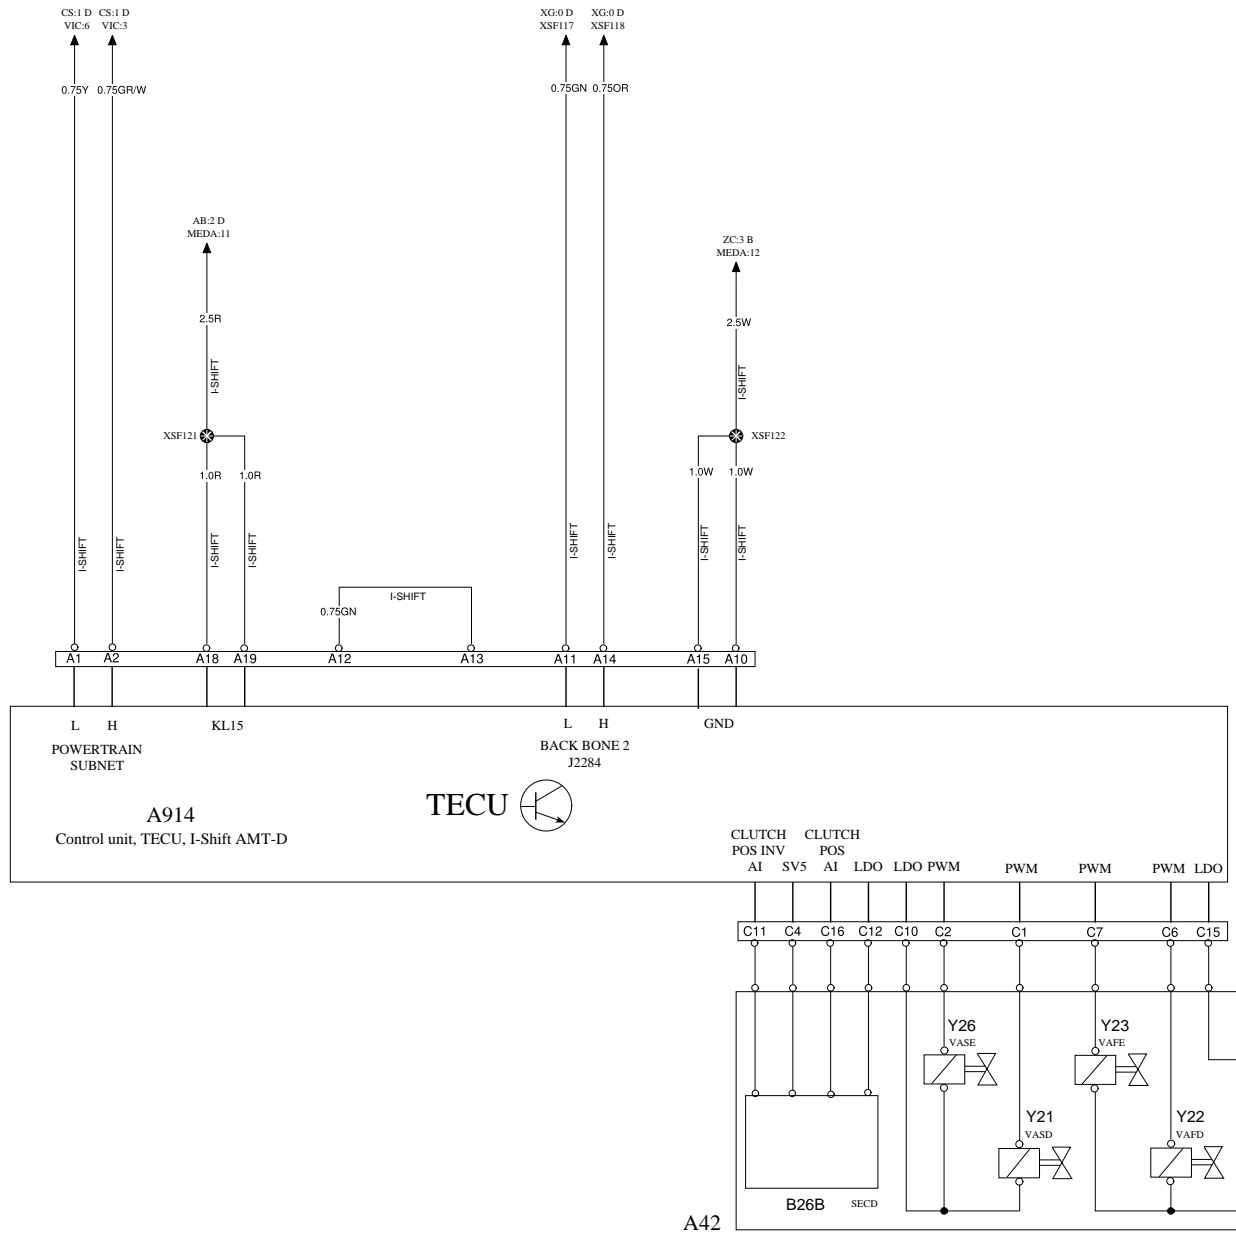 CS:1 D CS:1 D XG:0 D XG:0 D
VIC:6 VIC:3 XSF117 XSF118
0.75Y 0.75GR/W 0.75GN 0.75OR
AB:2 D
MEDA:11
ZC:3 B
MEDA:12
2.5R 2.5W
I-SHIFT I-SHIFT
XSF121 XSF122
1.0R 1.0R 1.0W 1.0W
I-SHIFT I-SHIFT I-SHIFT I-SHIFT I-SHIFT I-SHIFT I-SHIFT I-SHIFT
I-SHIFT
0.75GN
A1 A2 A18 A19 A12 A13 A11 A14 A15 A10
L H KL15 L H GND
POWERTRAIN
SUBNET
BACK BONE 2
J2284
TECU
A914
Control unit, TECU, I-Shift AMT-D
CLUTCH CLUTCH
POS INV POS
AI SV5 AI LDO LDO PWM PWM PWM PWM LDO
C11 C4 C16 C12 C10 C2 C1 C7 C6 C15
Y26 Y23
VASE VAFE
Y21 Y22
VASD VAFD
B26B SECD
A42